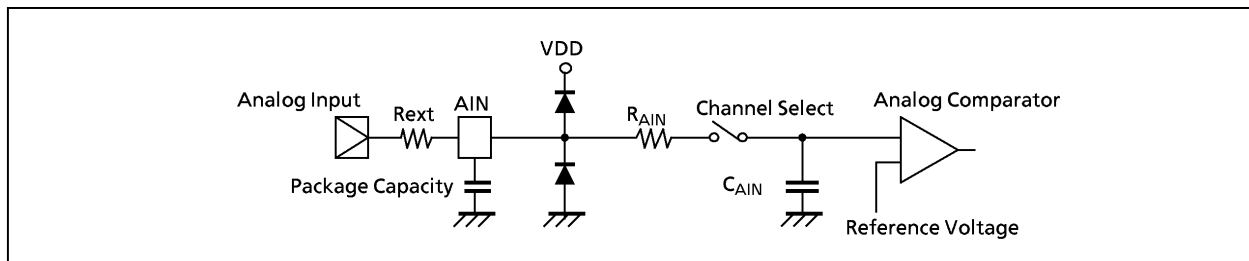 VDD
Analog Input
Rext
AIN
RAIN
Channel Select
Analog Comparator
Package Capacity
CAIN
Reference Voltage